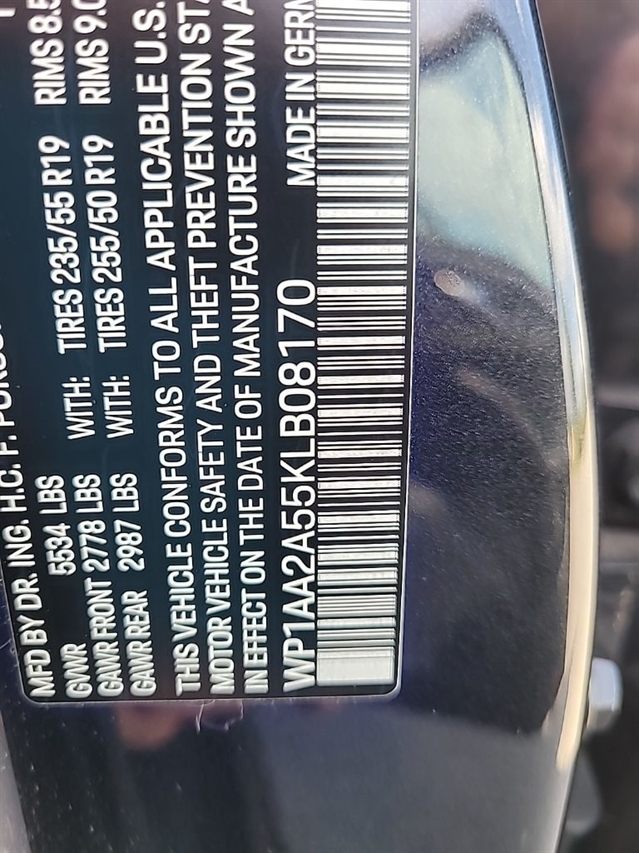 MFD BY DR. ING. H.C. F.
GVWR 5534 LBS
GAWR FRONT 2778 LBS WITH: TIRES 235/55 R19 RIMS 8.5
GAWR REAR 2987 LBS WITH: TIRES 255/50 R19 RIMS 9.0
THIS VEHICLE CONFORMS TO ALL APPLICABLE U.S.
MOTOR VEHICLE SAFETY AND THEFT PREVENTION STA
IN EFFECT ON THE DATE OF MANUFACTURE SHOWN A
WP1AA2A55KLB08170 MADE IN GERM